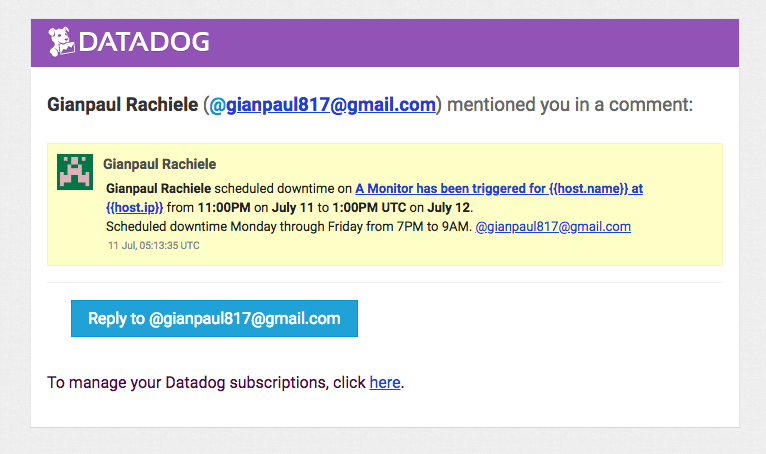 DATADOG
Gianpaul Rachiele (@gianpaul817@gmail.com) mentioned you in a comment:
Gianpaul Rachiele
Gianpaul Rachiele scheduled downtime on A Monitor has been triggered for {{host.name}} at
{{host.ip}} from 11:00PM on July 11 to 1:00PM UTC on July 12.
Scheduled downtime Monday through Friday from 7PM to 9AM. @gianpaul817@gmail.com
11 Jul, 05:13:35 UTC
Reply to @gianpaul817@gmail.com
To manage your Datadog subscriptions, click here.